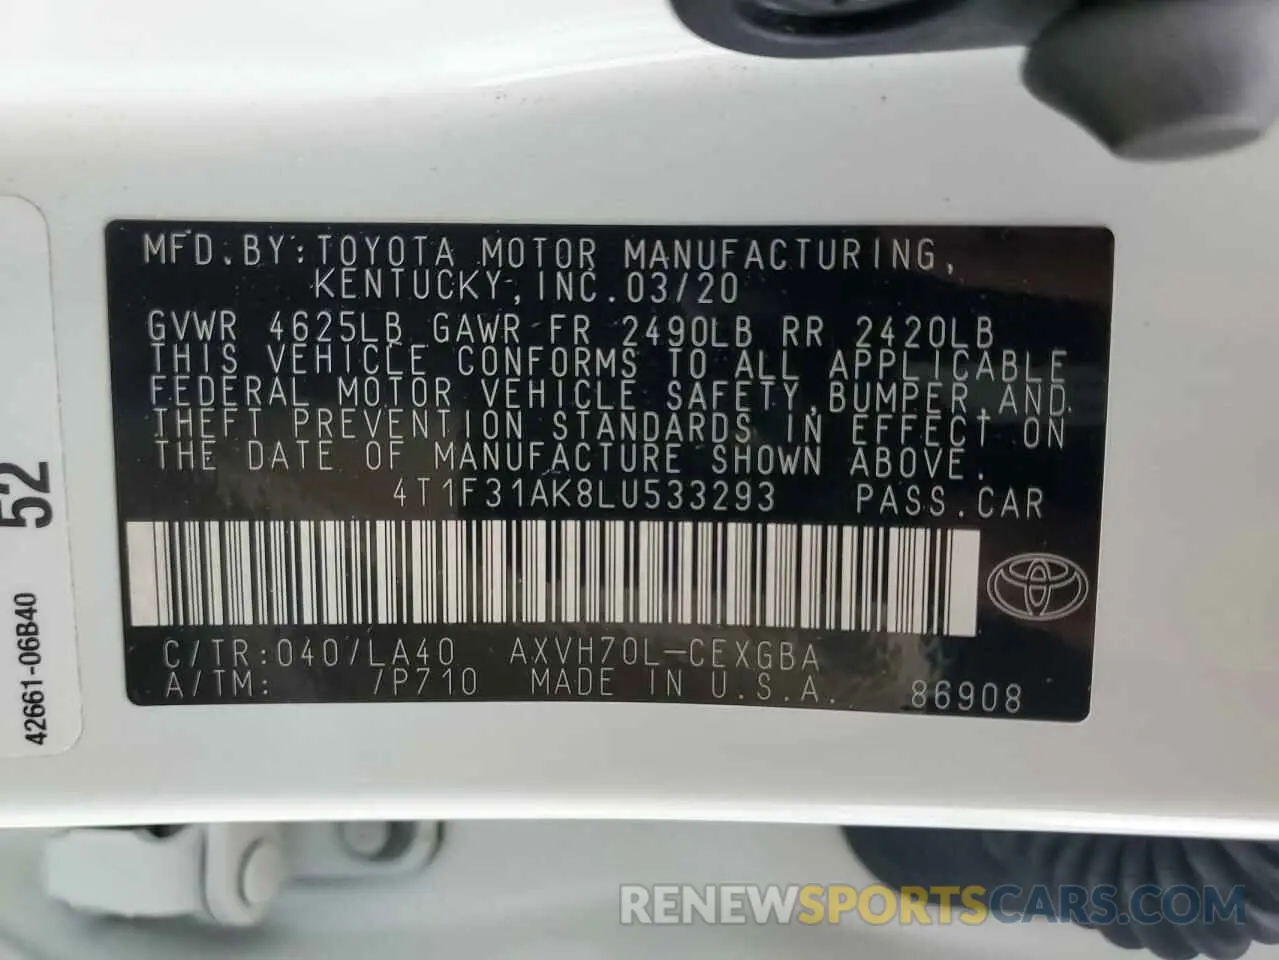 MFD.BY:TOYOTA MOTOR MANUFACTURING,
KENTUCKY, INC. 03/20
GVWR 4625LB GAWR FR 2490LB RR 2420LB
THIS VEHICLE CONFORMS TO ALL APPLICABLE
FEDERAL MOTOR VEHICLE SAFETY, BUMPER AND
THEFT PREVENTION STANDARDS IN EFFECT ON
THE DATE OF MANUFACTURE SHOWN ABOVE.
4T1F31AK8LU533293 PASS.CAR
C/TR:040/LA40 AXVH70L-CEXGBA
A/TM: /P710 MADE IN U.S.A. 86908
52
42661-06B40
RENEWSPORTSCARS.COM